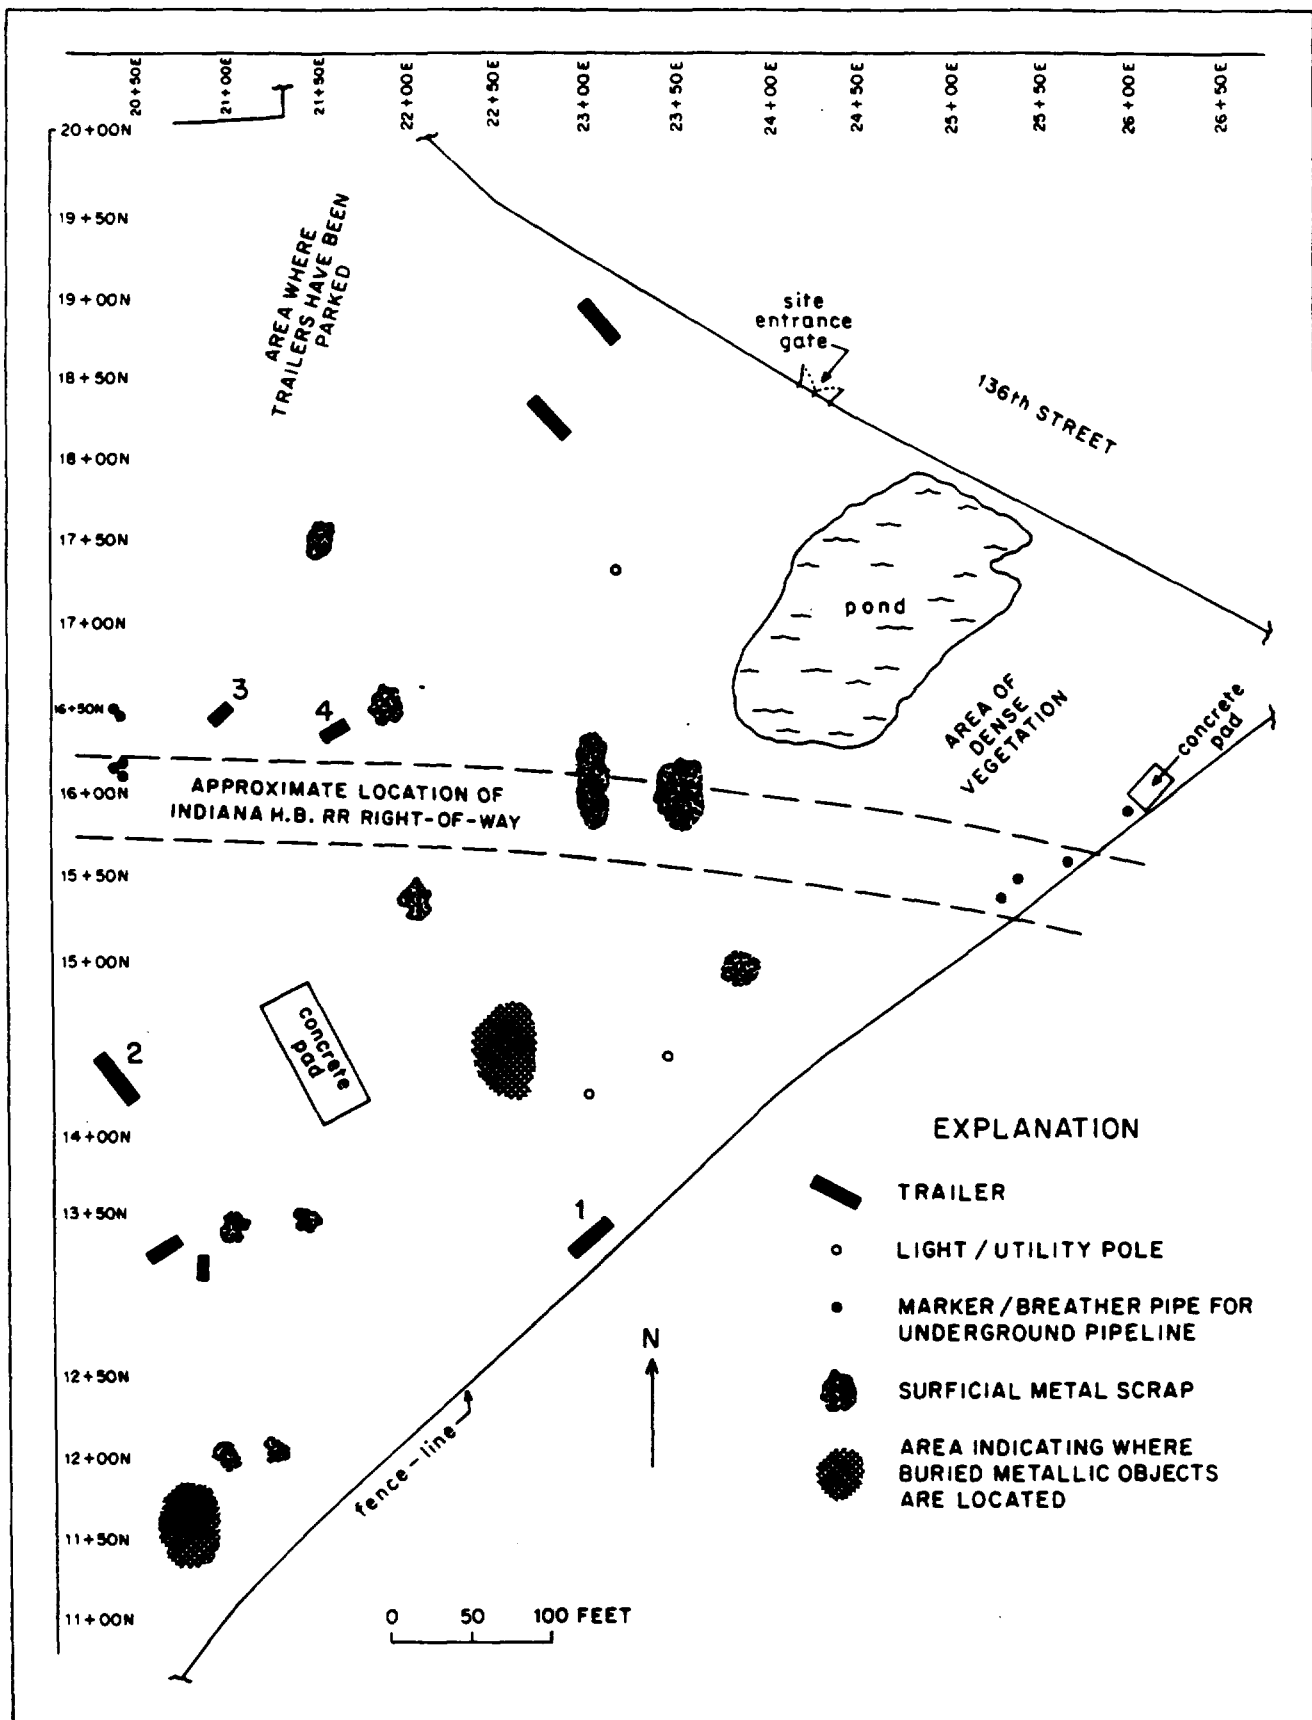 20+50E
21+00E
21+50E
22+00E
22+50E
23+00E
23+50E
24+00E
24+50E
25+00E
25+50E
26+00E
26+50E
20+00N
19+50N
19+00N
18+50N
18+00N
17+50N
17+00N
16+50N
16+00N
15+50N
15+00N
14+00N
13+50N
12+50N
12+00N
11+50N
11+00N
AREA WHERE
TRAILERS HAVE BEEN
PARKED
site
entrance
gate
136th STREET
pond
3
4
AREA OF
DENSE
VEGETATION
concrete
pad
APPROXIMATE LOCATION OF
INDIANA H.B. RR RIGHT-OF-WAY
2
concrete
pad
1
N
fence-line
0 50 100 FEET
EXPLANATION
TRAILER
LIGHT / UTILITY POLE
MARKER/BREATHER PIPE FOR
UNDERGROUND PIPELINE
SURFICIAL METAL SCRAP
AREA INDICATING WHERE
BURIED METALLIC OBJECTS
ARE LOCATED